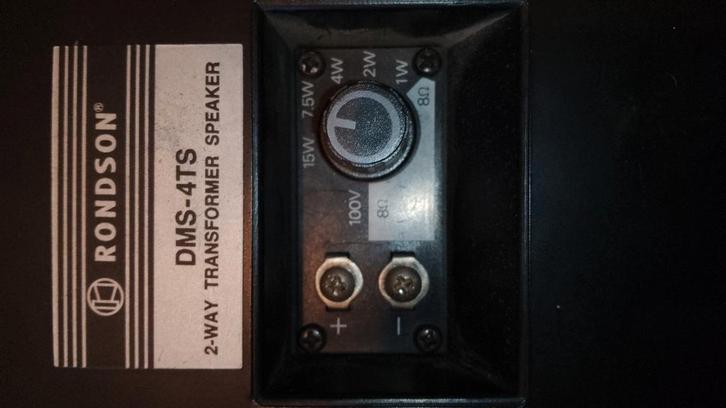 RONDSON®
DMS-4TS
2-WAY TRANSFORMER SPEAKER
15W 7.5W 4W 2W 1W 8Ω
100V 8Ω
+ −